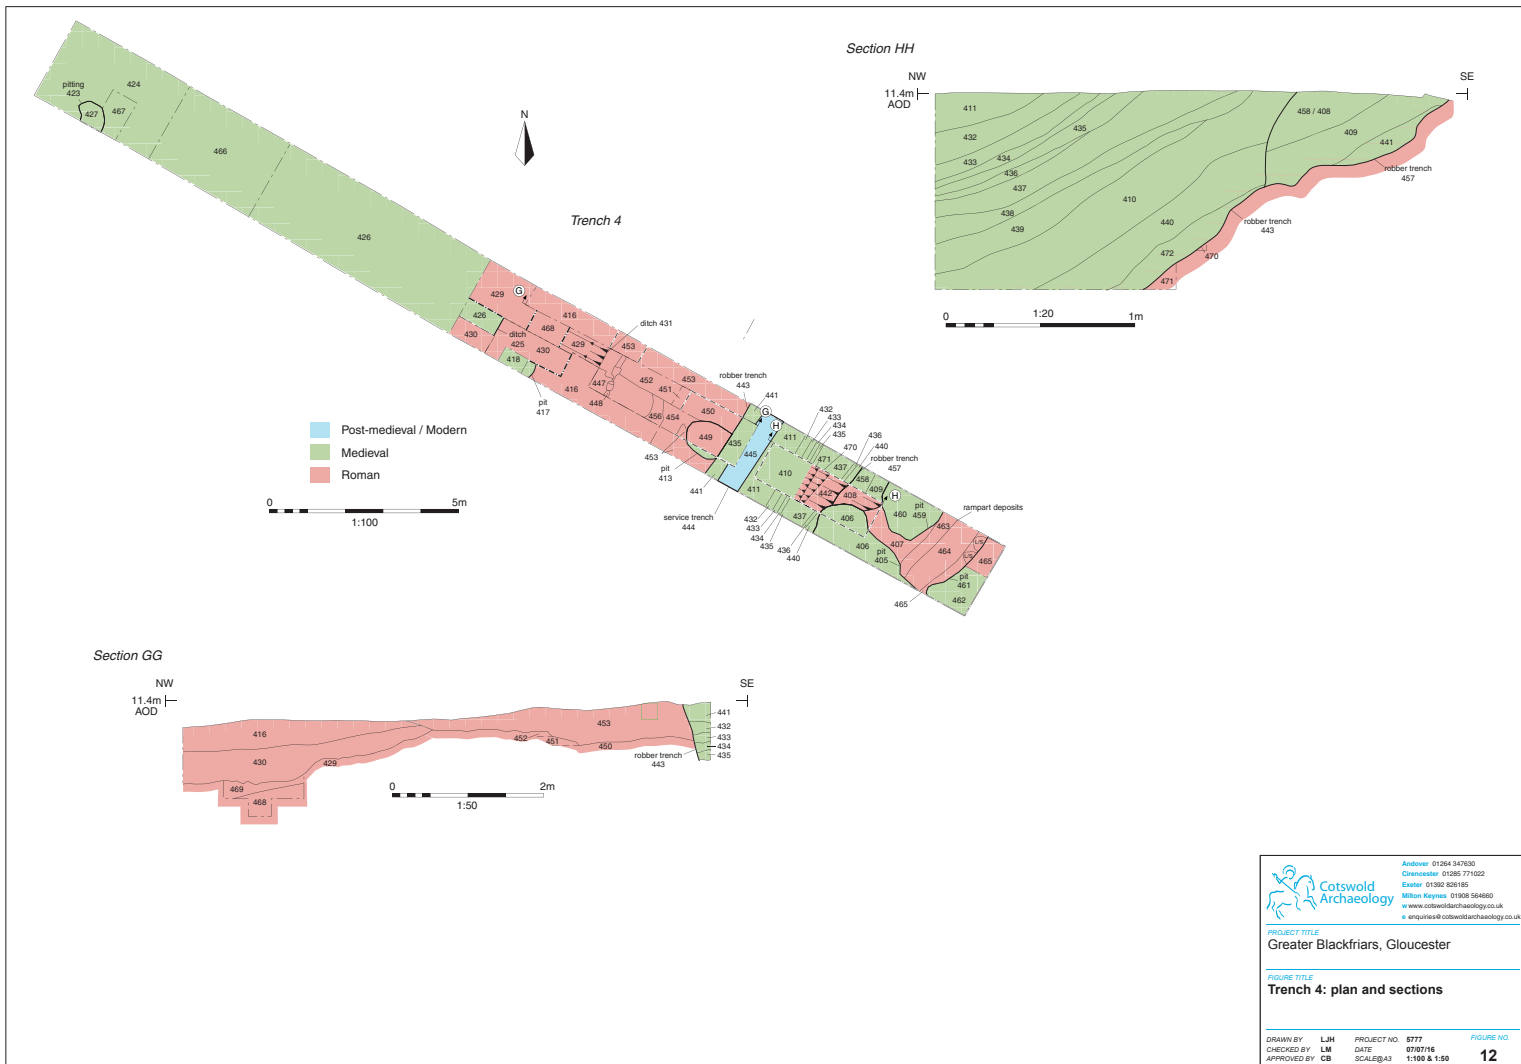 Section HH
NW
SE
11.4m
AOD
411
432
433
434
436
437
438
439
435
410
440
472
471
470
458 / 408
409
441
robber trench
457
robber trench
443
0
1:20
1m
N
Trench 4
pitting
423
424
427
467
466
426
429
G
416
426
430
ditch
425
468
430
429
418
pit
417
416
447
448
ditch 431
453
452
451
453
456
454
450
449
453
pit
413
robber trench
443
441
G
H
435
445
441
411
service trench
444
411
410
432
433
434
435
470
471
437
436
440
robber trench
457
458
409
442
408
H
432
433
434
435
437
436
440
406
406
407
pit
405
460
pit
459
rampart deposits
463
464
L/S
L/S
465
pit
461
462
465
Post-medieval / Modern
Medieval
Roman
0
1:100
5m
Section GG
NW
SE
11.4m
AOD
416
430
429
469
468
452
451
450
453
441
432
433
434
435
robber trench
443
0
1:50
2m
Cotswold
Archaeology
Andover 01264 347630
Cirencester 01285 771022
Exeter 01392 826185
Milton Keynes 01908 564660
w www.cotswoldarchaeology.co.uk
e enquiries@cotswoldarchaeology.co.uk
PROJECT TITLE
Greater Blackfriars, Gloucester
FIGURE TITLE
Trench 4: plan and sections
DRAWN BY LJH PROJECT NO. 5777 FIGURE NO.
CHECKED BY LM DATE 07/07/16
APPROVED BY CB SCALE@A3 1:100 & 1:50 12